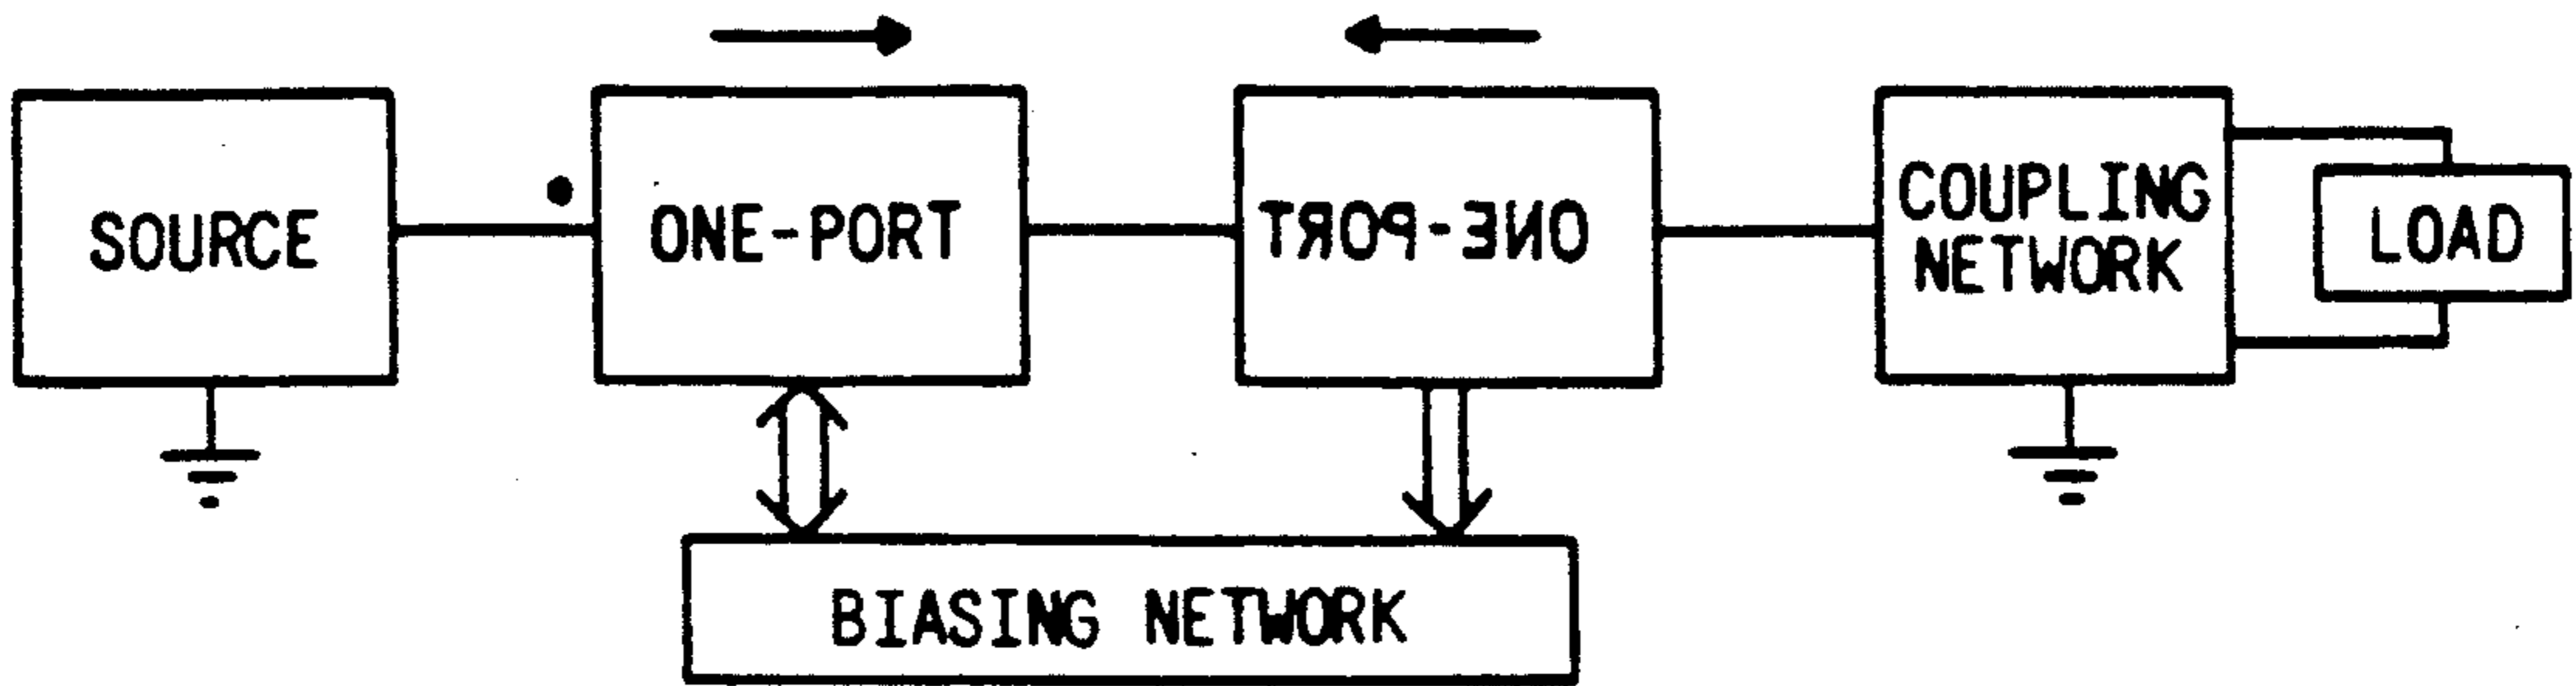 SOURCE
ONE-PORT
ONE-PORT
COUPLING
NETWORK
LOAD
BIASING NETWORK